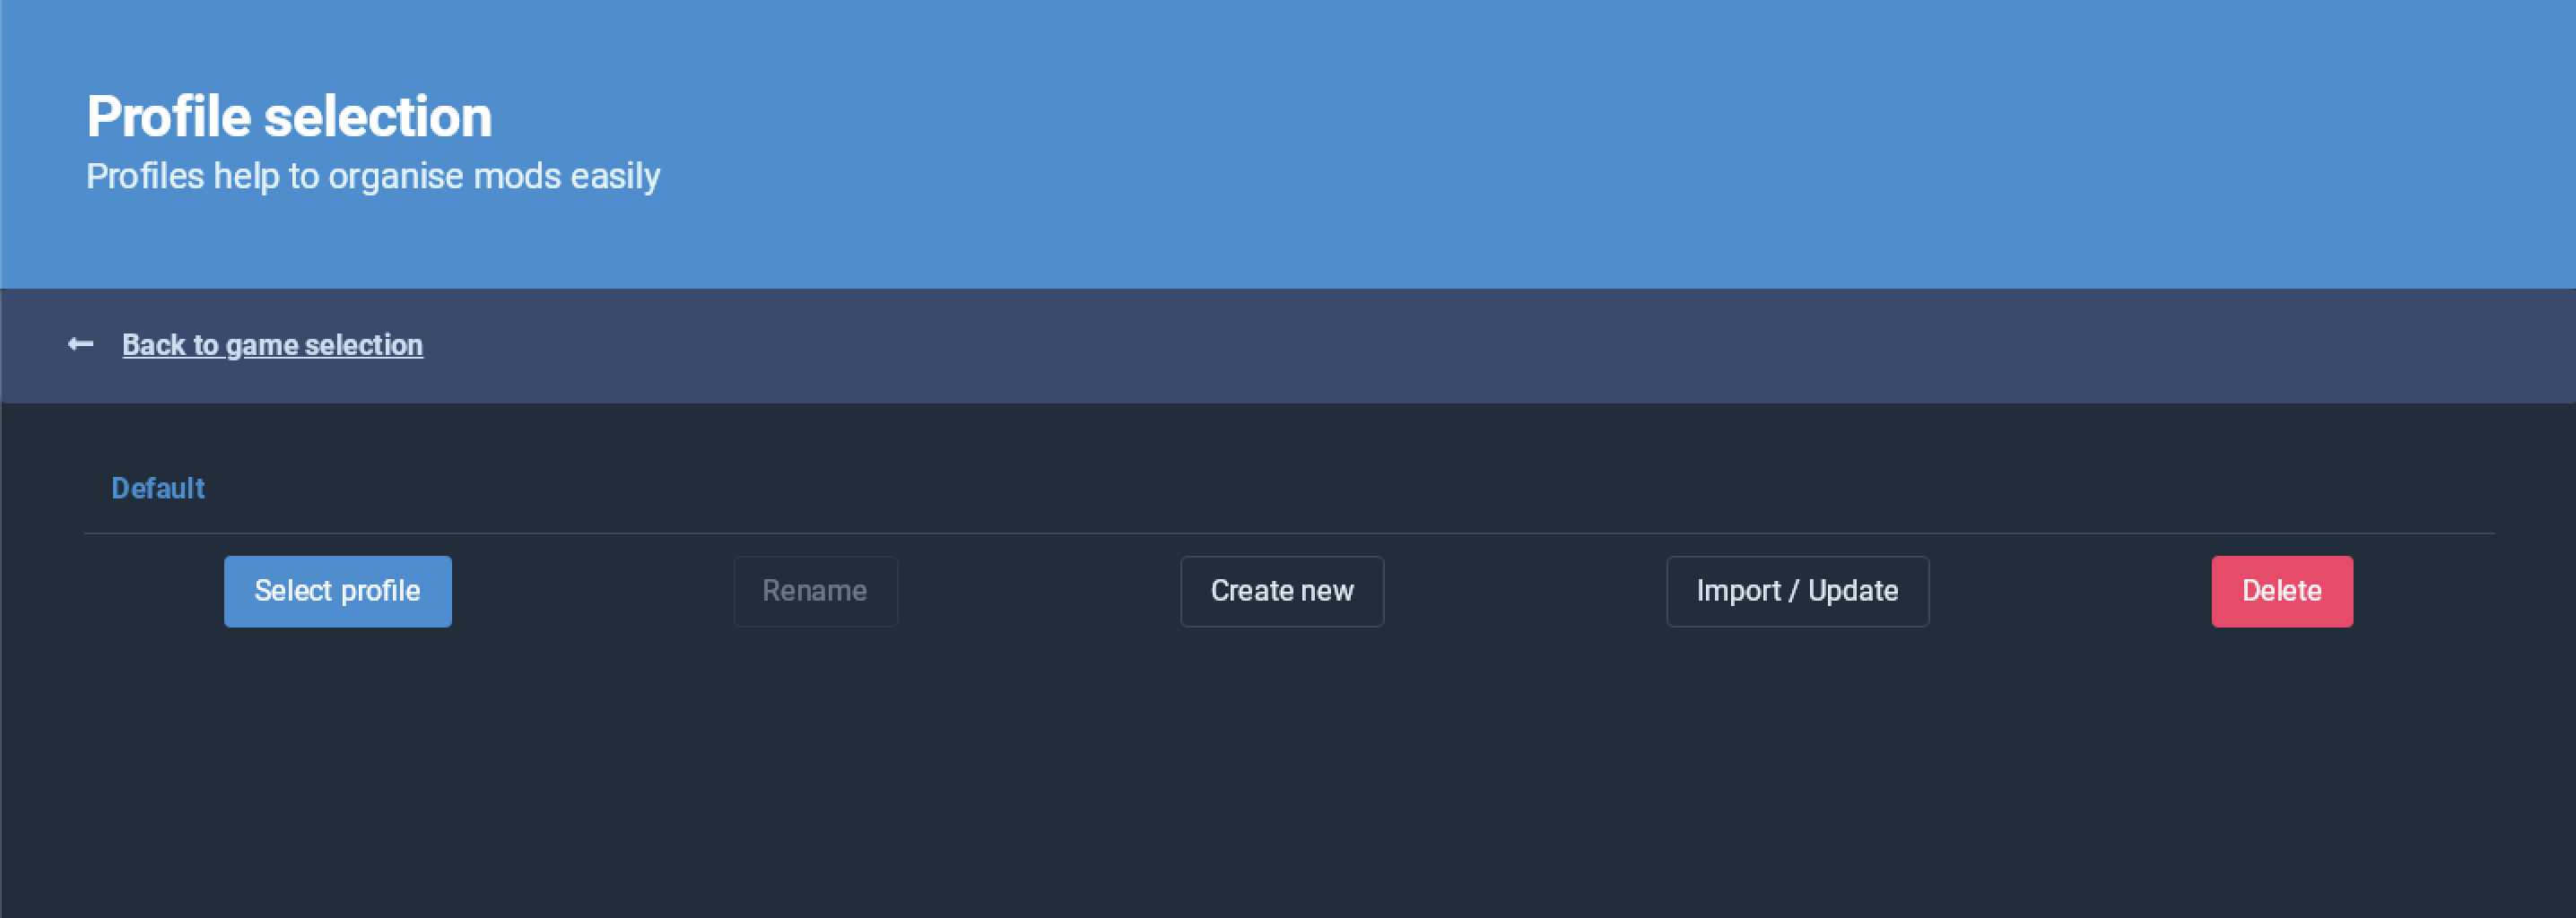 Profile selection
Profiles help to organise mods easily
Back to game selection
Default
Select profile
Rename
Create new
Import / Update
Delete